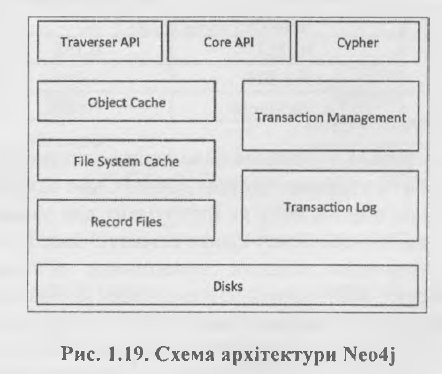 Traverser API
Core API
Cypher
Object Cache
Transaction Management
File System Cache
Transaction Log
Record Files
Disks
Рис. 1.19. Схема архітектури Neo4j